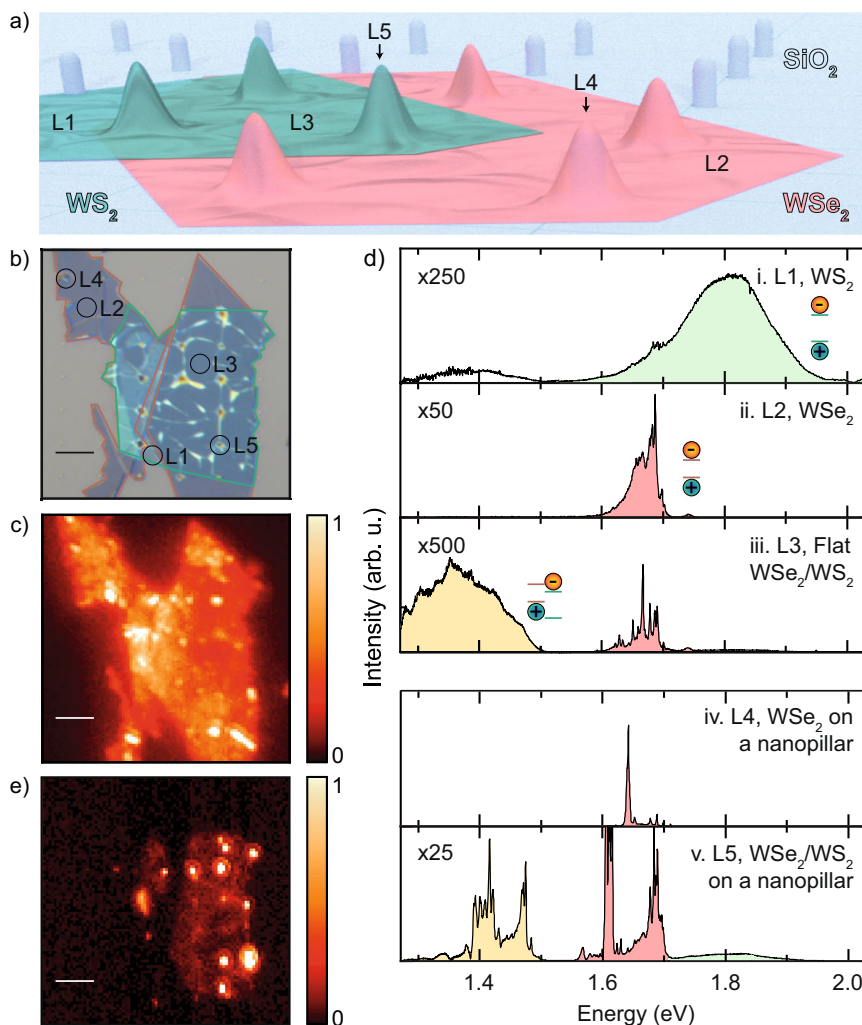 a)
L5
SiO2
L4
L1
L3
L2
WS2
WSe2
b)
L4
L2
L3
L5
L1
c)
1
0
e)
1
0
d)
Intensity (arb. u.)
x250
i. L1, WS2
-
+
x50
ii. L2, WSe2
-
+
x500
iii. L3, Flat
WSe2/WS2
-
+
iv. L4, WSe2 on
a nanopillar
x25
v. L5, WSe2/WS2
on a nanopillar
1.4 1.6 1.8 2.0
Energy (eV)